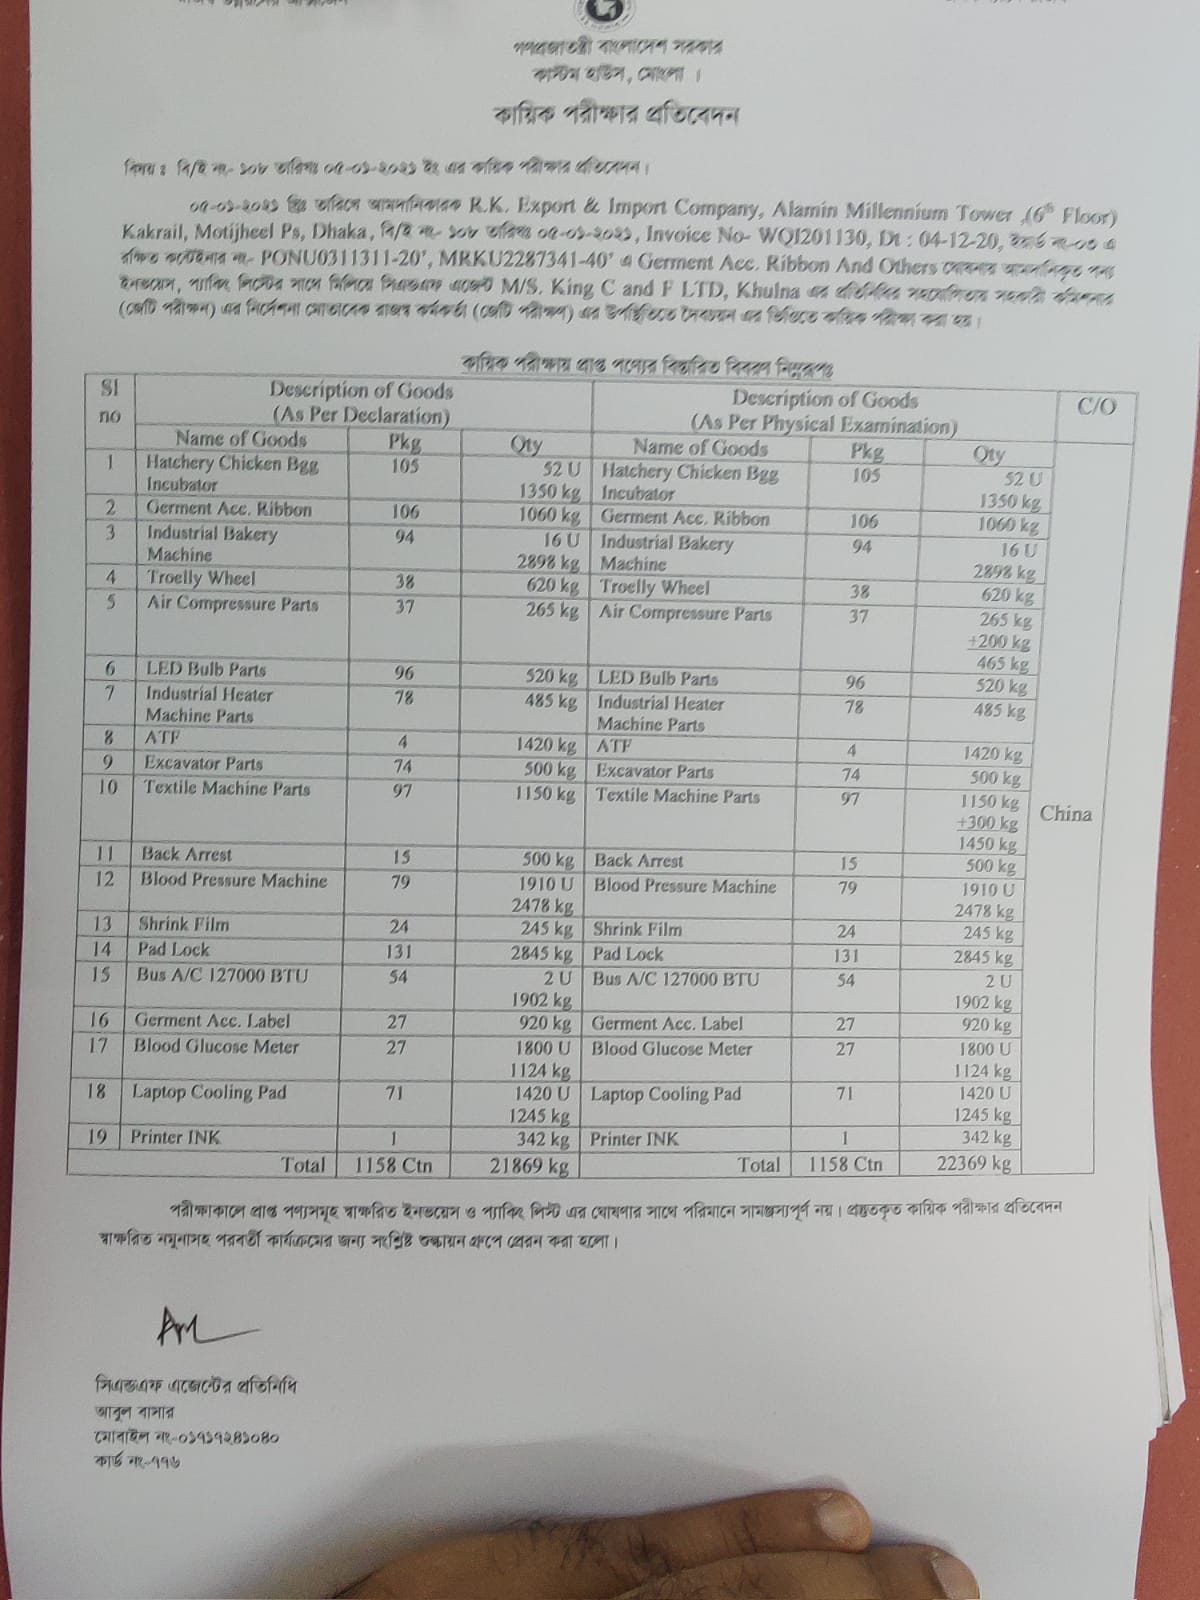 গণপ্রজাতন্ত্রী বাংলাদেশ সরকার
কাস্টম হাউস, মোংলা ।
কায়িক পরীক্ষার প্রতিবেদন
বিষয় ঃ বি/ই নং- ১০৮ তারিখঃ ০৫-০১-২০২১ ইং এর কায়িক পরীক্ষার প্রতিবেদন।
০৫-০১-২০২১ খ্রিঃ তারিখে আমদানিকারক R.K. Export & Import Company, Alamin Millennium Tower ,(6th Floor)
Kakrail, Motijheel Ps, Dhaka, বি/ই নং- ১০৮ তারিখঃ ০৫-০১-২০২১, Invoice No- WQI201130, Dt : 04-12-20, ইয়ার্ড নং-০৩ এ
রক্ষিত কন্টেইনার নং- PONU0311311-20’, MRKU2287341-40’ এ Germent Acc. Ribbon And Others ঘোষনায় আমদানিকৃত পন্য
ইনভয়েস, প্যাকিং লিস্টের সাথে মিলিয়ে সিএন্ডএফ এজেন্ট M/S. King C and F LTD, Khulna এর প্রতিনিধির সহযোগিতায় সহকারী কমিশনার
(জেটি পরীক্ষন) এর নির্দেশনা মোতাবেক রাজস্ব কর্মকর্তা (জেটি পরীক্ষণ) এর উপস্থিতিতে দৈবচয়ন এর ভিত্তিতে কায়িক পরীক্ষা করা হয়।
কায়িক পরীক্ষায় প্রাপ্ত পণ্যের বিস্তারিত বিবরণ নিম্নরূপঃ
Sl no Description of Goods (As Per Declaration) Description of Goods (As Per Physical Examination) C/O
Name of Goods Pkg Qty Name of Goods Pkg Qty
1 Hatchery Chicken Bgg 105 52 U Hatchery Chicken Bgg 105 52 U
Incubator 1350 kg Incubator 1350 kg
2 Germent Acc. Ribbon 106 1060 kg Germent Acc. Ribbon 106 1060 kg
3 Industrial Bakery 94 16 U Industrial Bakery 94 16 U
Machine 2898 kg Machine 2898 kg
4 Troelly Wheel 38 620 kg Troelly Wheel 38 620 kg
5 Air Compressure Parts 37 265 kg Air Compressure Parts 37 265 kg
+200 kg
465 kg
6 LED Bulb Parts 96 520 kg LED Bulb Parts 96 520 kg
7 Industrial Heater 78 485 kg Industrial Heater 78 485 kg
Machine Parts Machine Parts
8 ATF 4 1420 kg ATF 4 1420 kg
9 Excavator Parts 74 500 kg Excavator Parts 74 500 kg
10 Textile Machine Parts 97 1150 kg Textile Machine Parts 97 1150 kg
+300 kg China
1450 kg
11 Back Arrest 15 500 kg Back Arrest 15 500 kg
12 Blood Pressure Machine 79 1910 U Blood Pressure Machine 79 1910 U
2478 kg 2478 kg
13 Shrink Film 24 245 kg Shrink Film 24 245 kg
14 Pad Lock 131 2845 kg Pad Lock 131 2845 kg
15 Bus A/C 127000 BTU 54 2 U Bus A/C 127000 BTU 54 2 U
1902 kg 1902 kg
16 Germent Acc. Label 27 920 kg Germent Acc. Label 27 920 kg
17 Blood Glucose Meter 27 1800 U Blood Glucose Meter 27 1800 U
1124 kg 1124 kg
18 Laptop Cooling Pad 71 1420 U Laptop Cooling Pad 71 1420 U
1245 kg 1245 kg
19 Printer INK 1 342 kg Printer INK 1 342 kg
Total 1158 Ctn 21869 kg Total 1158 Ctn 22369 kg
পরীক্ষাকালে প্রাপ্ত পণ্যসমূহ স্বাক্ষরিত ইনভয়েস ও প্যাকিং লিস্ট এর ঘোষণার সাথে পরিমানে সামঞ্জস্যপূর্ণ নয়। প্রস্তুতকৃত কায়িক পরীক্ষার প্রতিবেদন
স্বাক্ষরিত নমুনাসহ পরবর্তী কার্যক্রমের জন্য সংশ্লিষ্ট শুল্কায়ন গ্রুপে প্রেরন করা হলো।
সিএন্ডএফ এজেন্টের প্রতিনিধি
আবুল বাসার
মোবাইল নং-০১৭১৭২৪১০৪০
কার্ড নং-৭৭৬